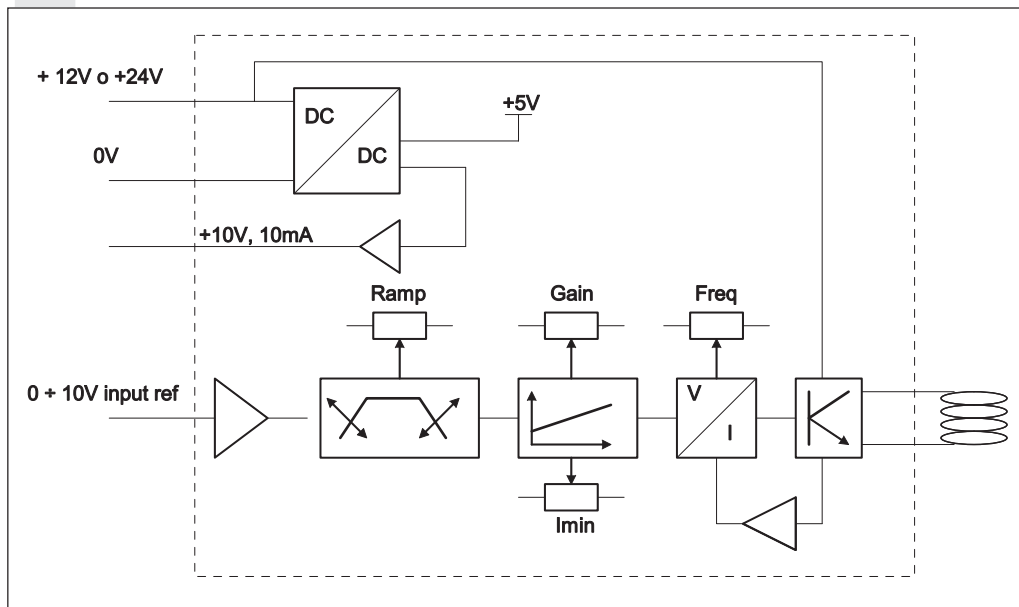 + 12V o +24V
DC
DC
+5V
0V
+10V, 10mA
Ramp
Gain
Freq
0 ÷ 10V input ref
V
I
Imin